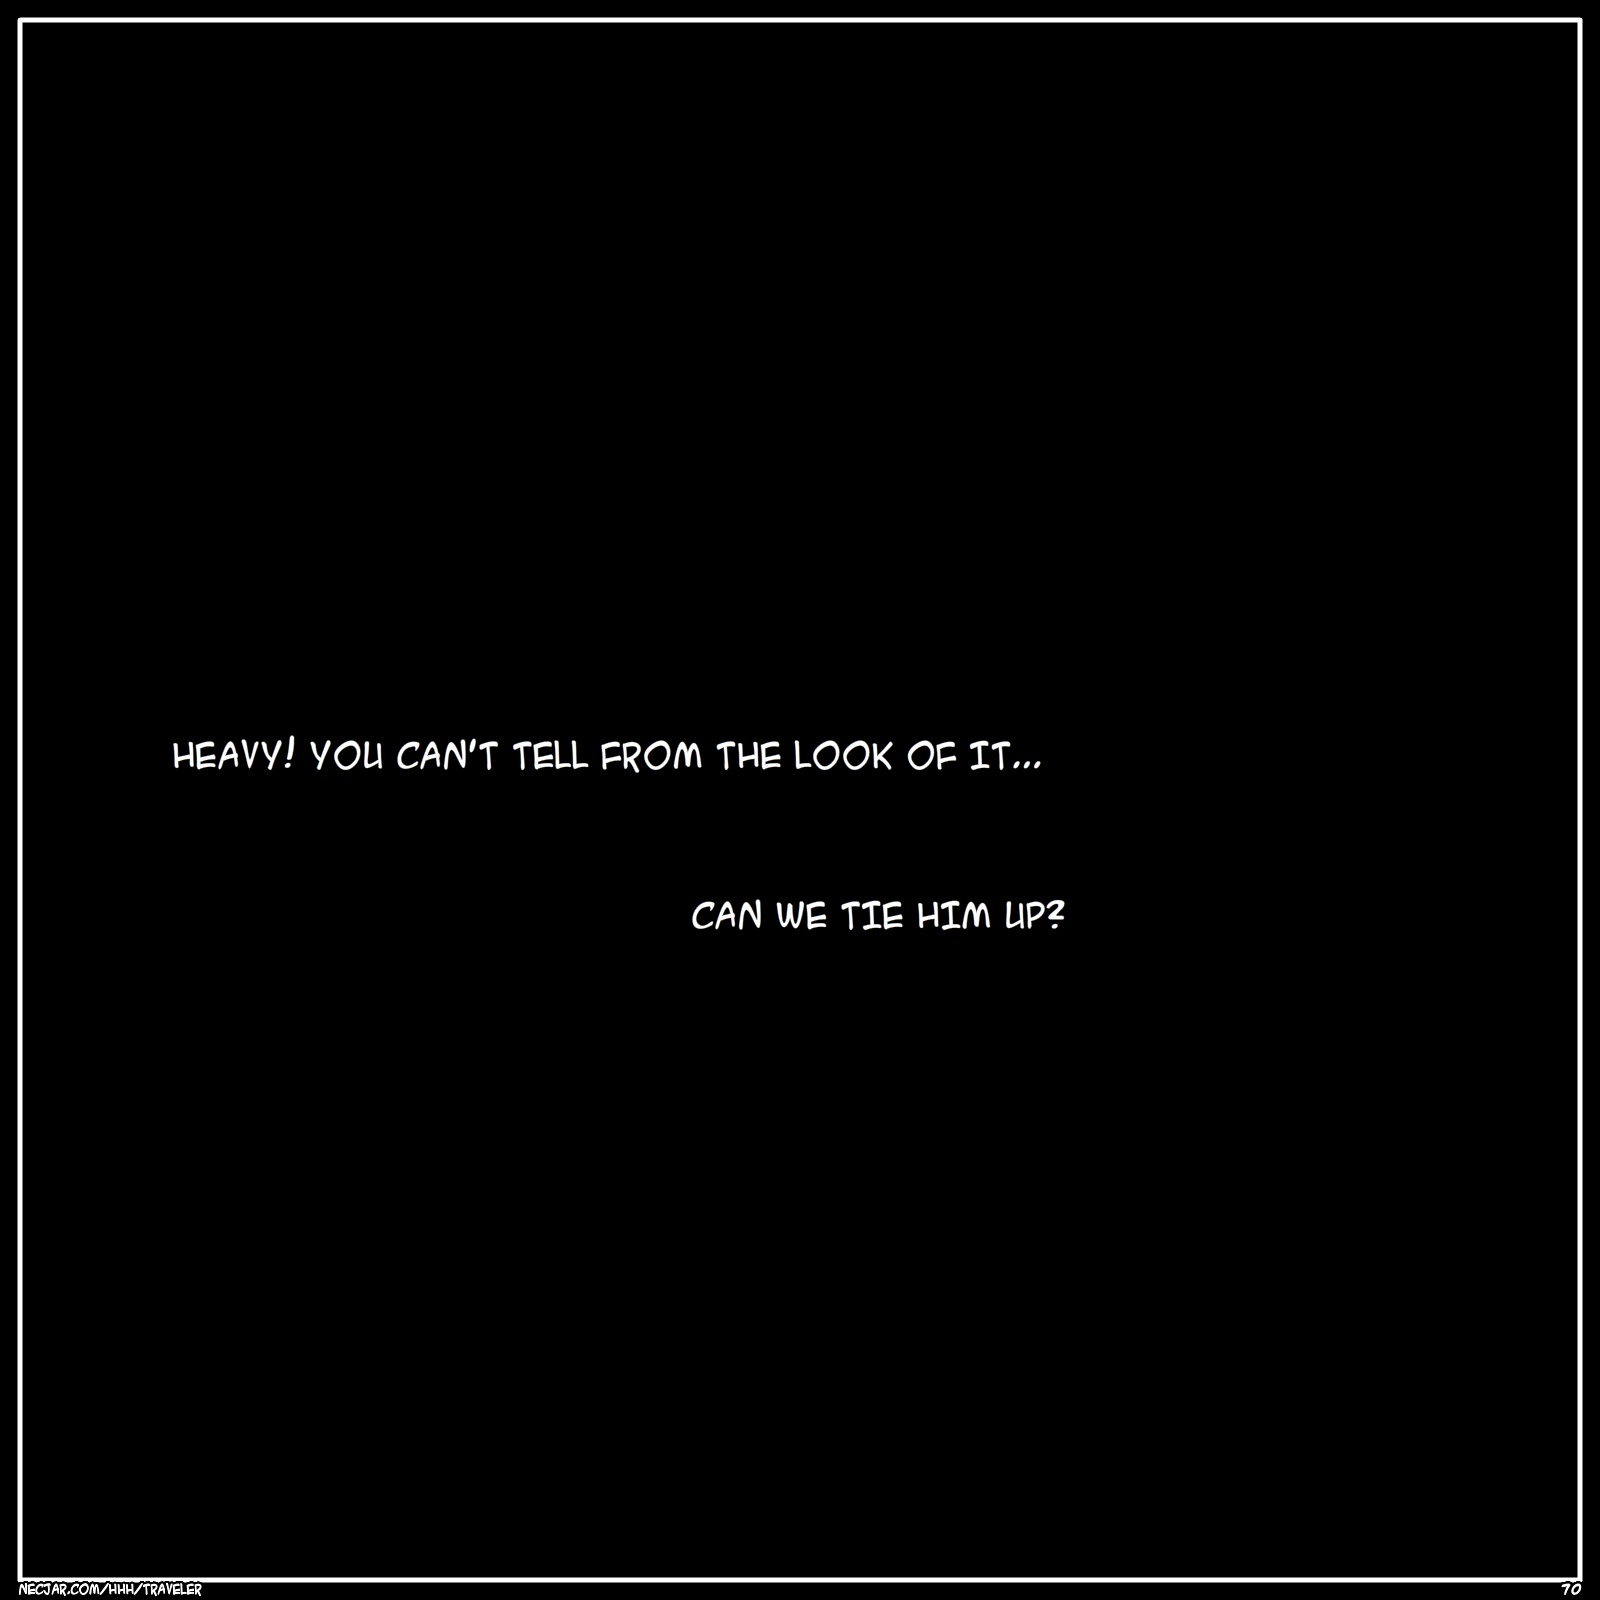 HEAVY! YOU CAN'T TELL FROM THE LOOK OF IT...
CAN WE TIE HIM UP?
NECJAR.COM/HHH/TRAVELER
70